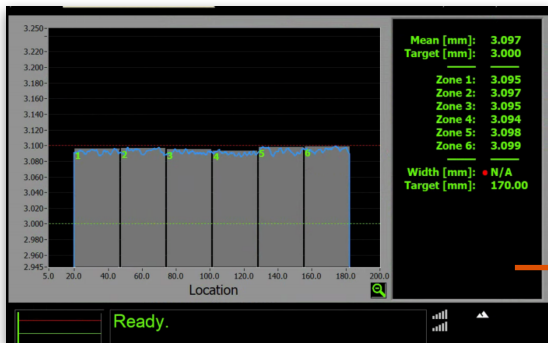 3.250
3.220
3.200
3.180
3.160
3.140
3.120
3.100
3.080
3.060
3.040
3.020
3.000
2.980
2.960
2.945
1 2 3 4 5 6
5.0 20.0 40.0 60.0 80.0 100.0 120.0 140.0 160.0 180.0 200.0
Location
Mean [mm]: 3.097
Target [mm]: 3.000
Zone 1: 3.095
Zone 2: 3.097
Zone 3: 3.095
Zone 4: 3.094
Zone 5: 3.098
Zone 6: 3.099
Width [mm]: N/A
Target [mm]: 170.00
Ready.